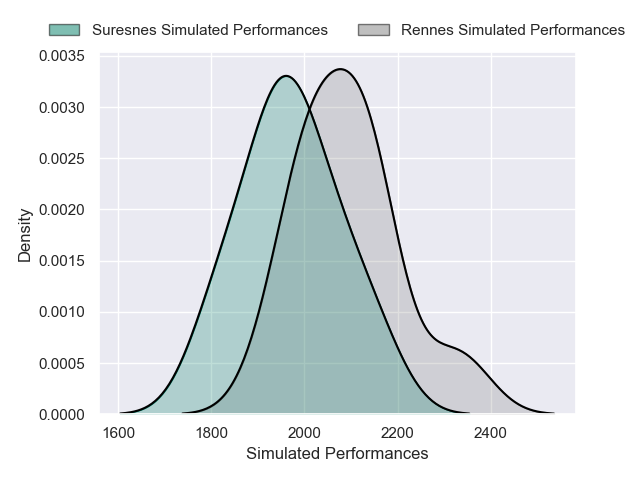 Suresnes Simulated Performances Rennes Simulated Performances
0.0035
0.0030
0.0025
0.0020
0.0015
0.0010
0.0005
0.0000
Density
1600 1800 2000 2200 2400
Simulated Performances